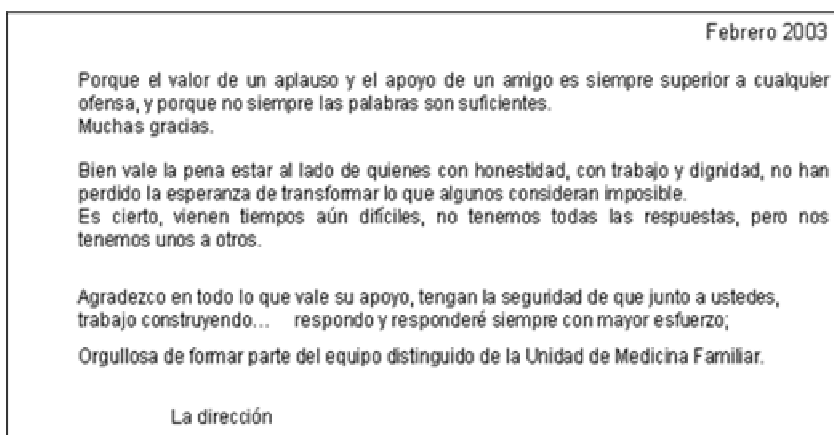 Febrero 2003
Porque el valor de un aplauso y el apoyo de un amigo es siempre superior a cualquier
ofensa, y porque no siempre las palabras son suficientes.
Muchas gracias.
Bien vale la pena estar al lado de quienes con honestidad, con trabajo y dignidad, no han
perdido la esperanza de transformar lo que algunos consideran imposible.
Es cierto, vienen tiempos aún difíciles, no tenemos todas las respuestas, pero nos
tenemos unos a otros.
Agradezco en todo lo que vale su apoyo, tengan la seguridad de que junto a ustedes,
trabajo construyendo... respondo y responderé siempre con mayor esfuerzo;
Orgullosa de formar parte del equipo distinguido de la Unidad de Medicina Familiar.
La dirección